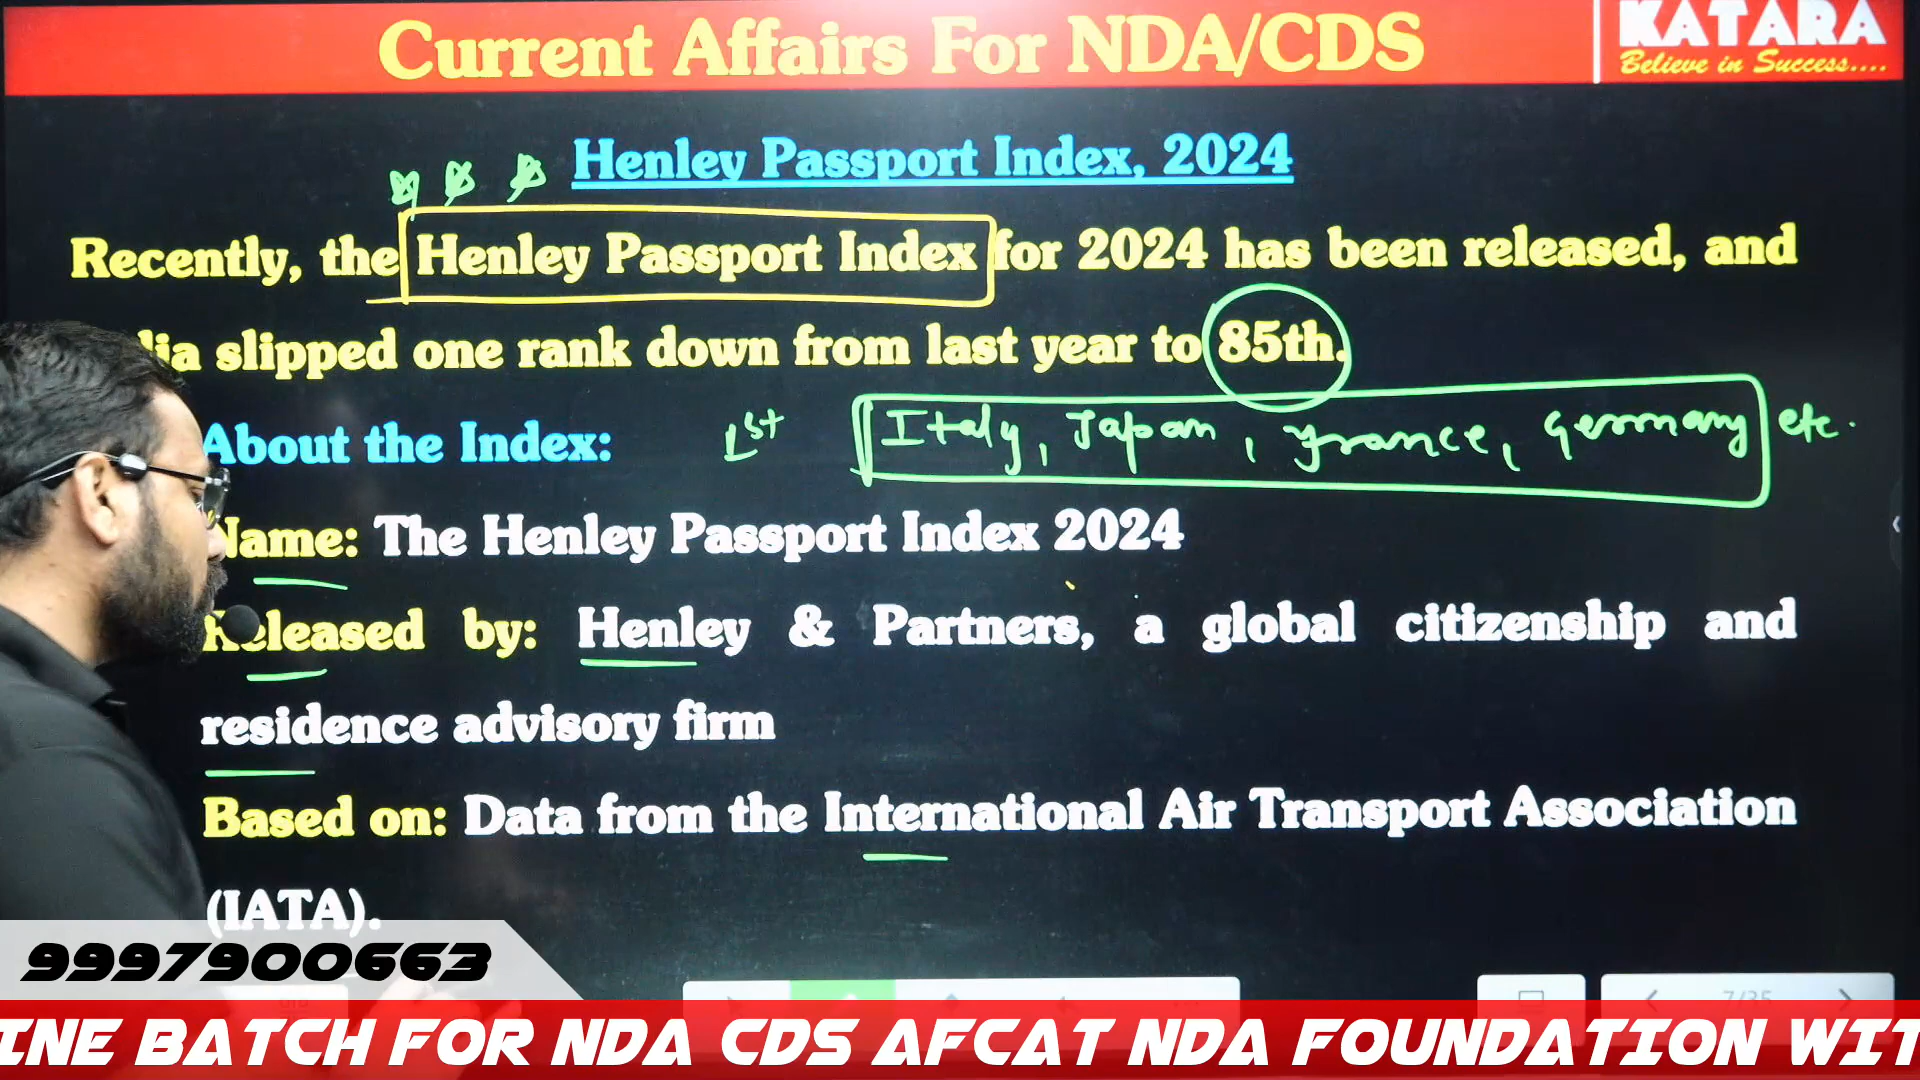 Current Affairs For NDA/CDS
KATARA
Believe in Success....
Henley Passport Index, 2024
Recently, the Henley Passport Index for 2024 has been released, and
dia slipped one rank down from last year to 85th.
About the Index:
1st Italy, Japan, France, Germany etc.
Name: The Henley Passport Index 2024
Released by: Henley & Partners, a global citizenship and
residence advisory firm
Based on: Data from the International Air Transport Association
(IATA).
9997900663
7/35
INE BATCH FOR NDA CDS AFCAT NDA FOUNDATION WIT